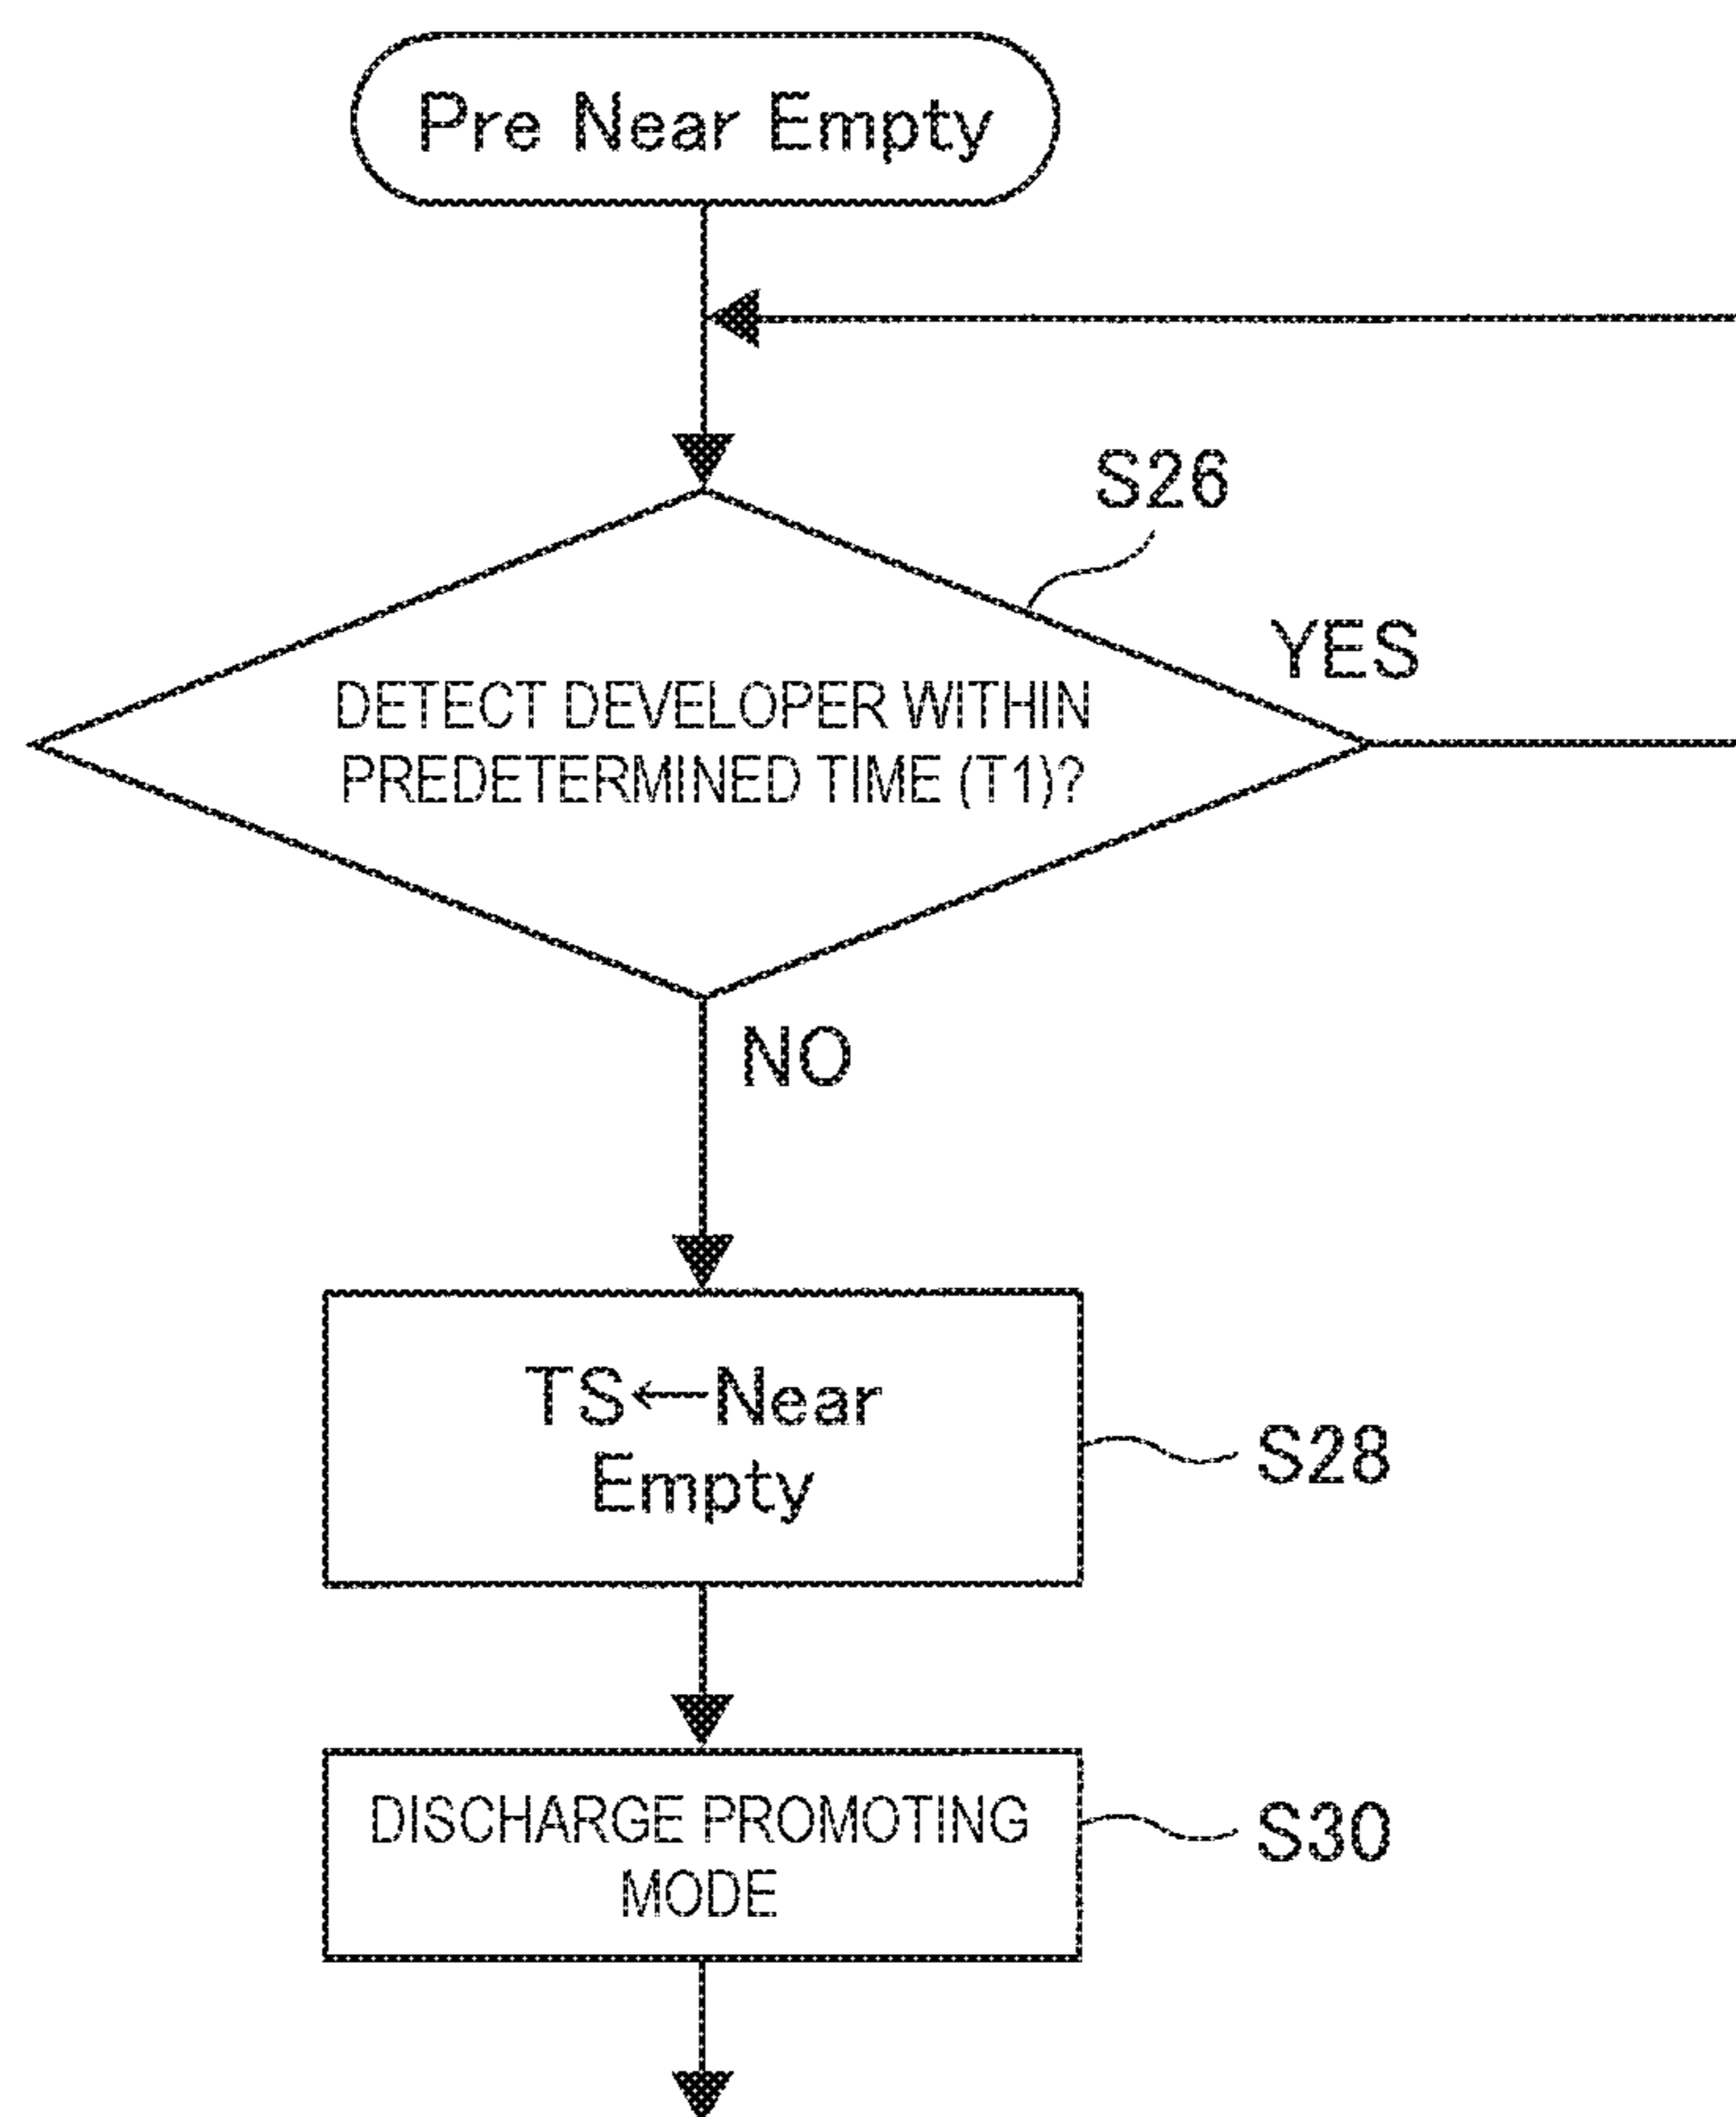 Pre Near Empty
S26
YES
DETECT DEVELOPER WITHIN
PREDETERMINED TIME (T1)?
NO
TS←Near
Empty
S28
DISCHARGE PROMOTING
MODE
S30